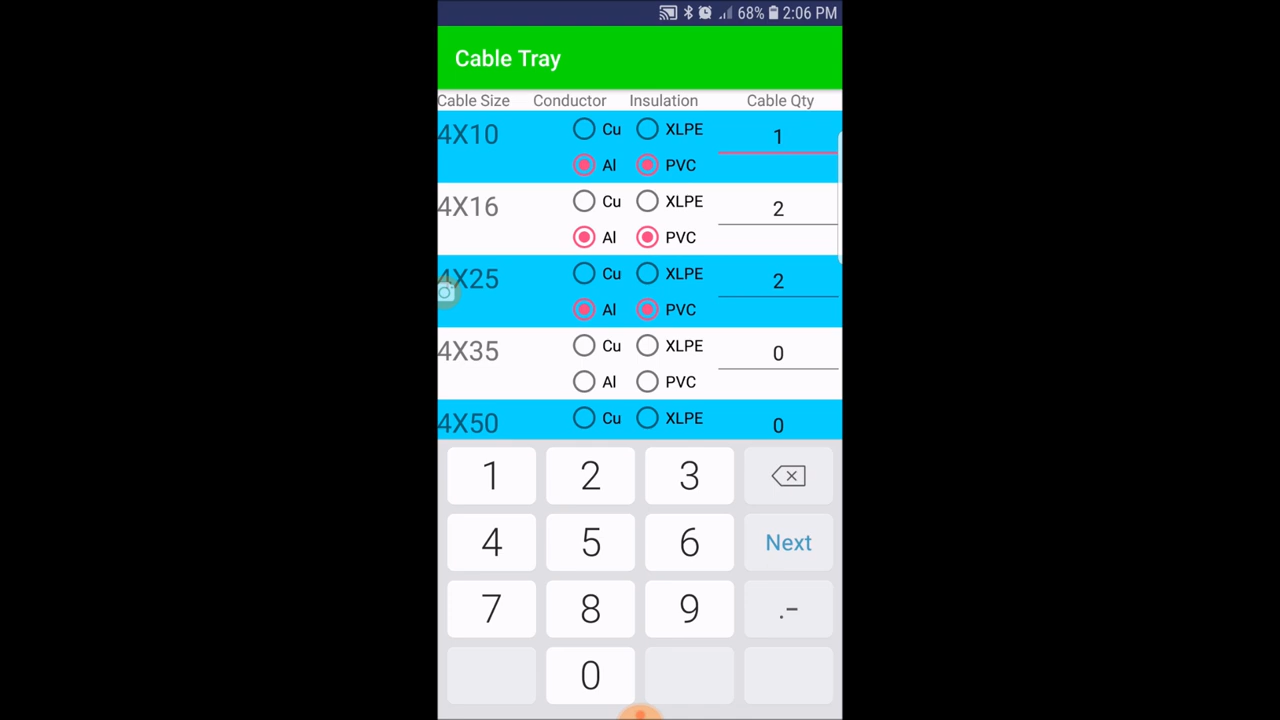 68% 2:06 PM
Cable Tray
Cable Size Conductor Insulation Cable Qty
4X10 Cu XLPE 1
Al PVC
4X16 Cu XLPE 2
Al PVC
4X25 Cu XLPE 2
Al PVC
4X35 Cu XLPE 0
Al PVC
4X50 Cu XLPE 0
1 2 3
4 5 6 Next
7 8 9 .-
0